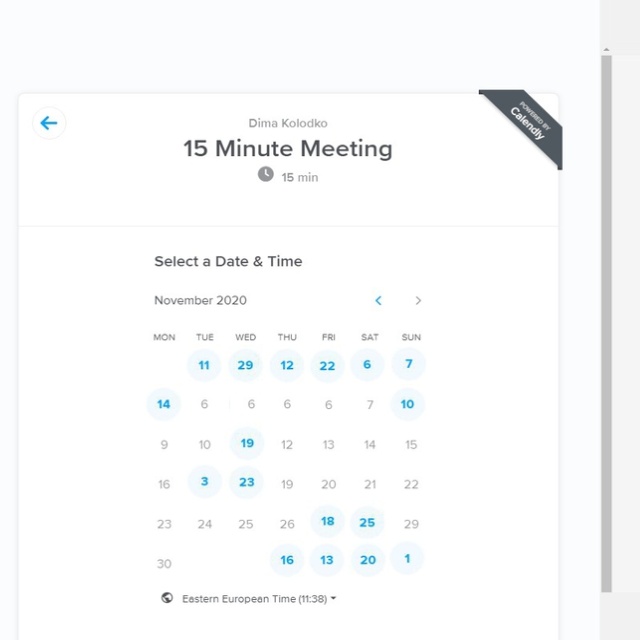 POWERED BY
Calendly
Dima Kolodko
15 Minute Meeting
15 min
Select a Date & Time
November 2020
MON TUE WED THU FRI SAT SUN
11 29 12 22 6 7
14 6 6 6 6 7 10
9 10 19 12 13 14 15
16 3 23 19 20 21 22
23 24 25 26 18 25 29
30 16 13 20 1
Eastern European Time (11:38)